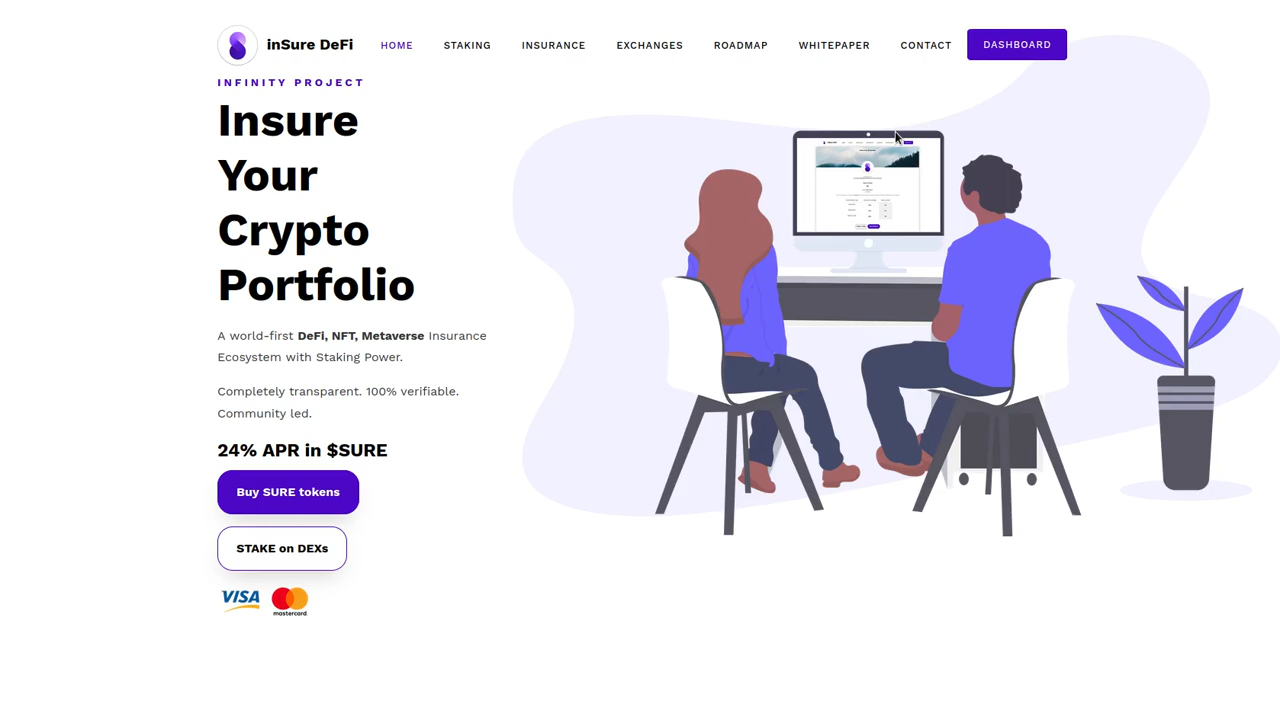 inSure DeFi
HOME
STAKING
INSURANCE
EXCHANGES
ROADMAP
WHITEPAPER
CONTACT
DASHBOARD
INFINITY PROJECT
Insure
Your
Crypto
Portfolio
A world-first DeFi, NFT, Metaverse Insurance
Ecosystem with Staking Power.
Completely transparent. 100% verifiable.
Community led.
24% APR in $SURE
Buy SURE tokens
STAKE on DEXs
VISA
mastercard